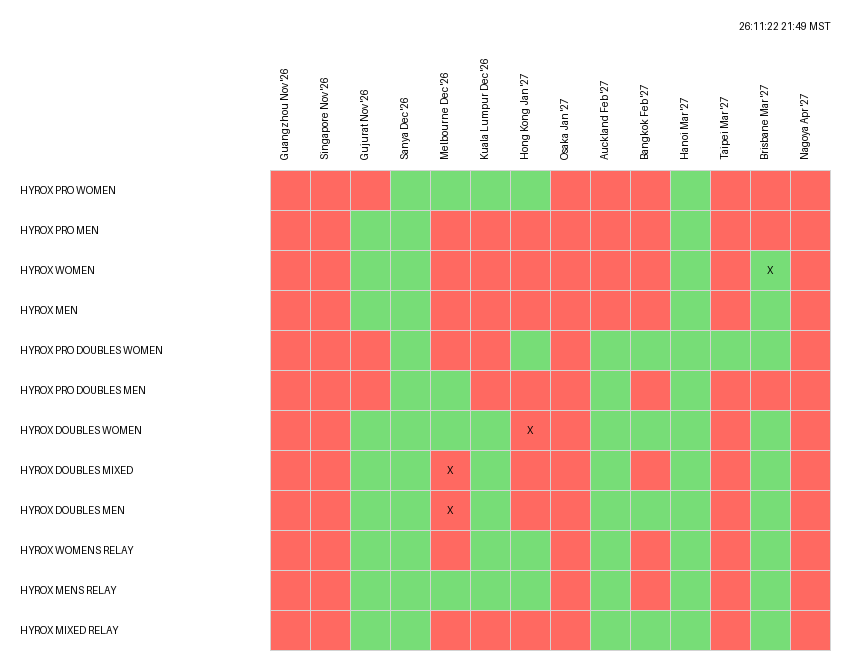 26:11:22 21:49 MST
Guangzhou Nov'26
Singapore Nov'26
Gujurat Nov'26
Sanya Dec'26
Melbourne Dec'26
Kuala Lumpur Dec'26
Hong Kong Jan'27
Osaka Jan'27
Auckland Feb'27
Bangkok Feb'27
Hanoi Mar'27
Taipei Mar'27
Brisbane Mar'27
Nagoya Apr'27
HYROX PRO WOMEN
HYROX PRO MEN
HYROX WOMEN X
HYROX MEN
HYROX PRO DOUBLES WOMEN
HYROX PRO DOUBLES MEN
HYROX DOUBLES WOMEN X
HYROX DOUBLES MIXED X
HYROX DOUBLES MEN X
HYROX WOMENS RELAY
HYROX MENS RELAY
HYROX MIXED RELAY